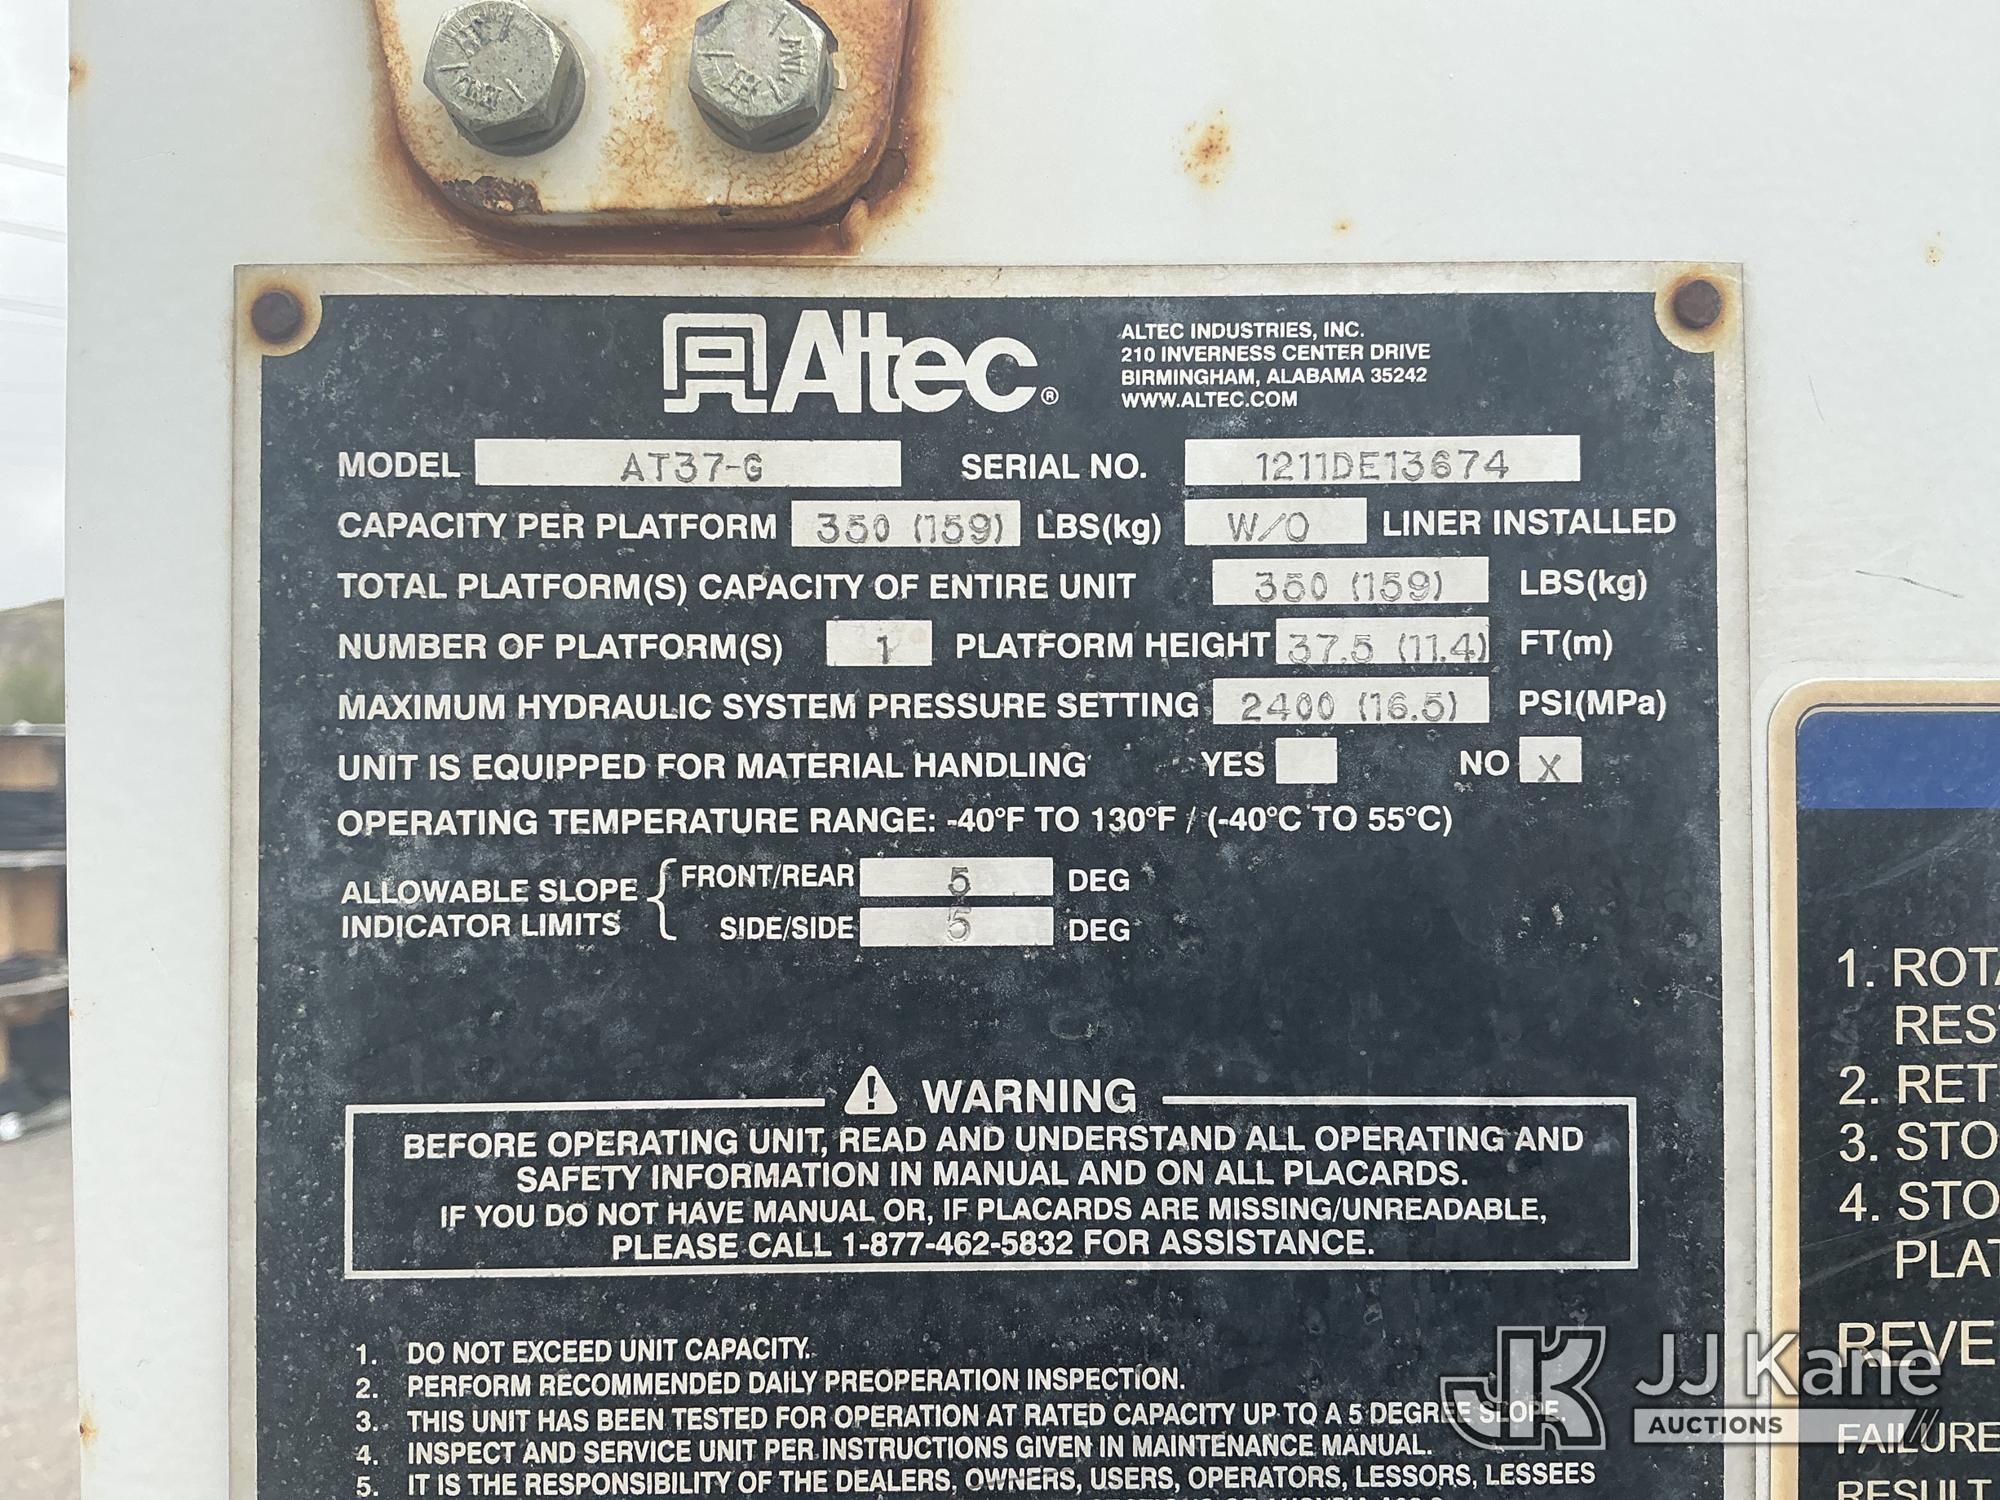 Altec®
ALTEC INDUSTRIES, INC.
210 INVERNESS CENTER DRIVE
BIRMINGHAM, ALABAMA 35242
WWW.ALTEC.COM
MODEL AT37-G SERIAL NO. 1211DE13674
CAPACITY PER PLATFORM 350 (159) LBS(kg) W/O LINER INSTALLED
TOTAL PLATFORM(S) CAPACITY OF ENTIRE UNIT 350 (159) LBS(kg)
NUMBER OF PLATFORM(S) 1 PLATFORM HEIGHT 37.5 (11.4) FT(m)
MAXIMUM HYDRAULIC SYSTEM PRESSURE SETTING 2400 (16.5) PSI(MPa)
UNIT IS EQUIPPED FOR MATERIAL HANDLING YES NO X
OPERATING TEMPERATURE RANGE: -40°F TO 130°F / (-40°C TO 55°C)
ALLOWABLE SLOPE INDICATOR LIMITS
FRONT/REAR 5 DEG
SIDE/SIDE 5 DEG
WARNING
BEFORE OPERATING UNIT, READ AND UNDERSTAND ALL OPERATING AND
SAFETY INFORMATION IN MANUAL AND ON ALL PLACARDS.
IF YOU DO NOT HAVE MANUAL OR, IF PLACARDS ARE MISSING/UNREADABLE,
PLEASE CALL 1-877-462-5832 FOR ASSISTANCE.
1. DO NOT EXCEED UNIT CAPACITY.
2. PERFORM RECOMMENDED DAILY PREOPERATION INSPECTION.
3. THIS UNIT HAS BEEN TESTED FOR OPERATION AT RATED CAPACITY UP TO A 5 DEGREE SLOPE.
4. INSPECT AND SERVICE UNIT PER INSTRUCTIONS GIVEN IN MAINTENANCE MANUAL.
5. IT IS THE RESPONSIBILITY OF THE DEALERS, OWNERS, USERS, OPERATORS, LESSORS, LESSEES
1. ROTA
REST
2. RET
3. STO
4. STO
PLAT
REVE
FAILURE
RESULT
JJ Kane
AUCTIONS